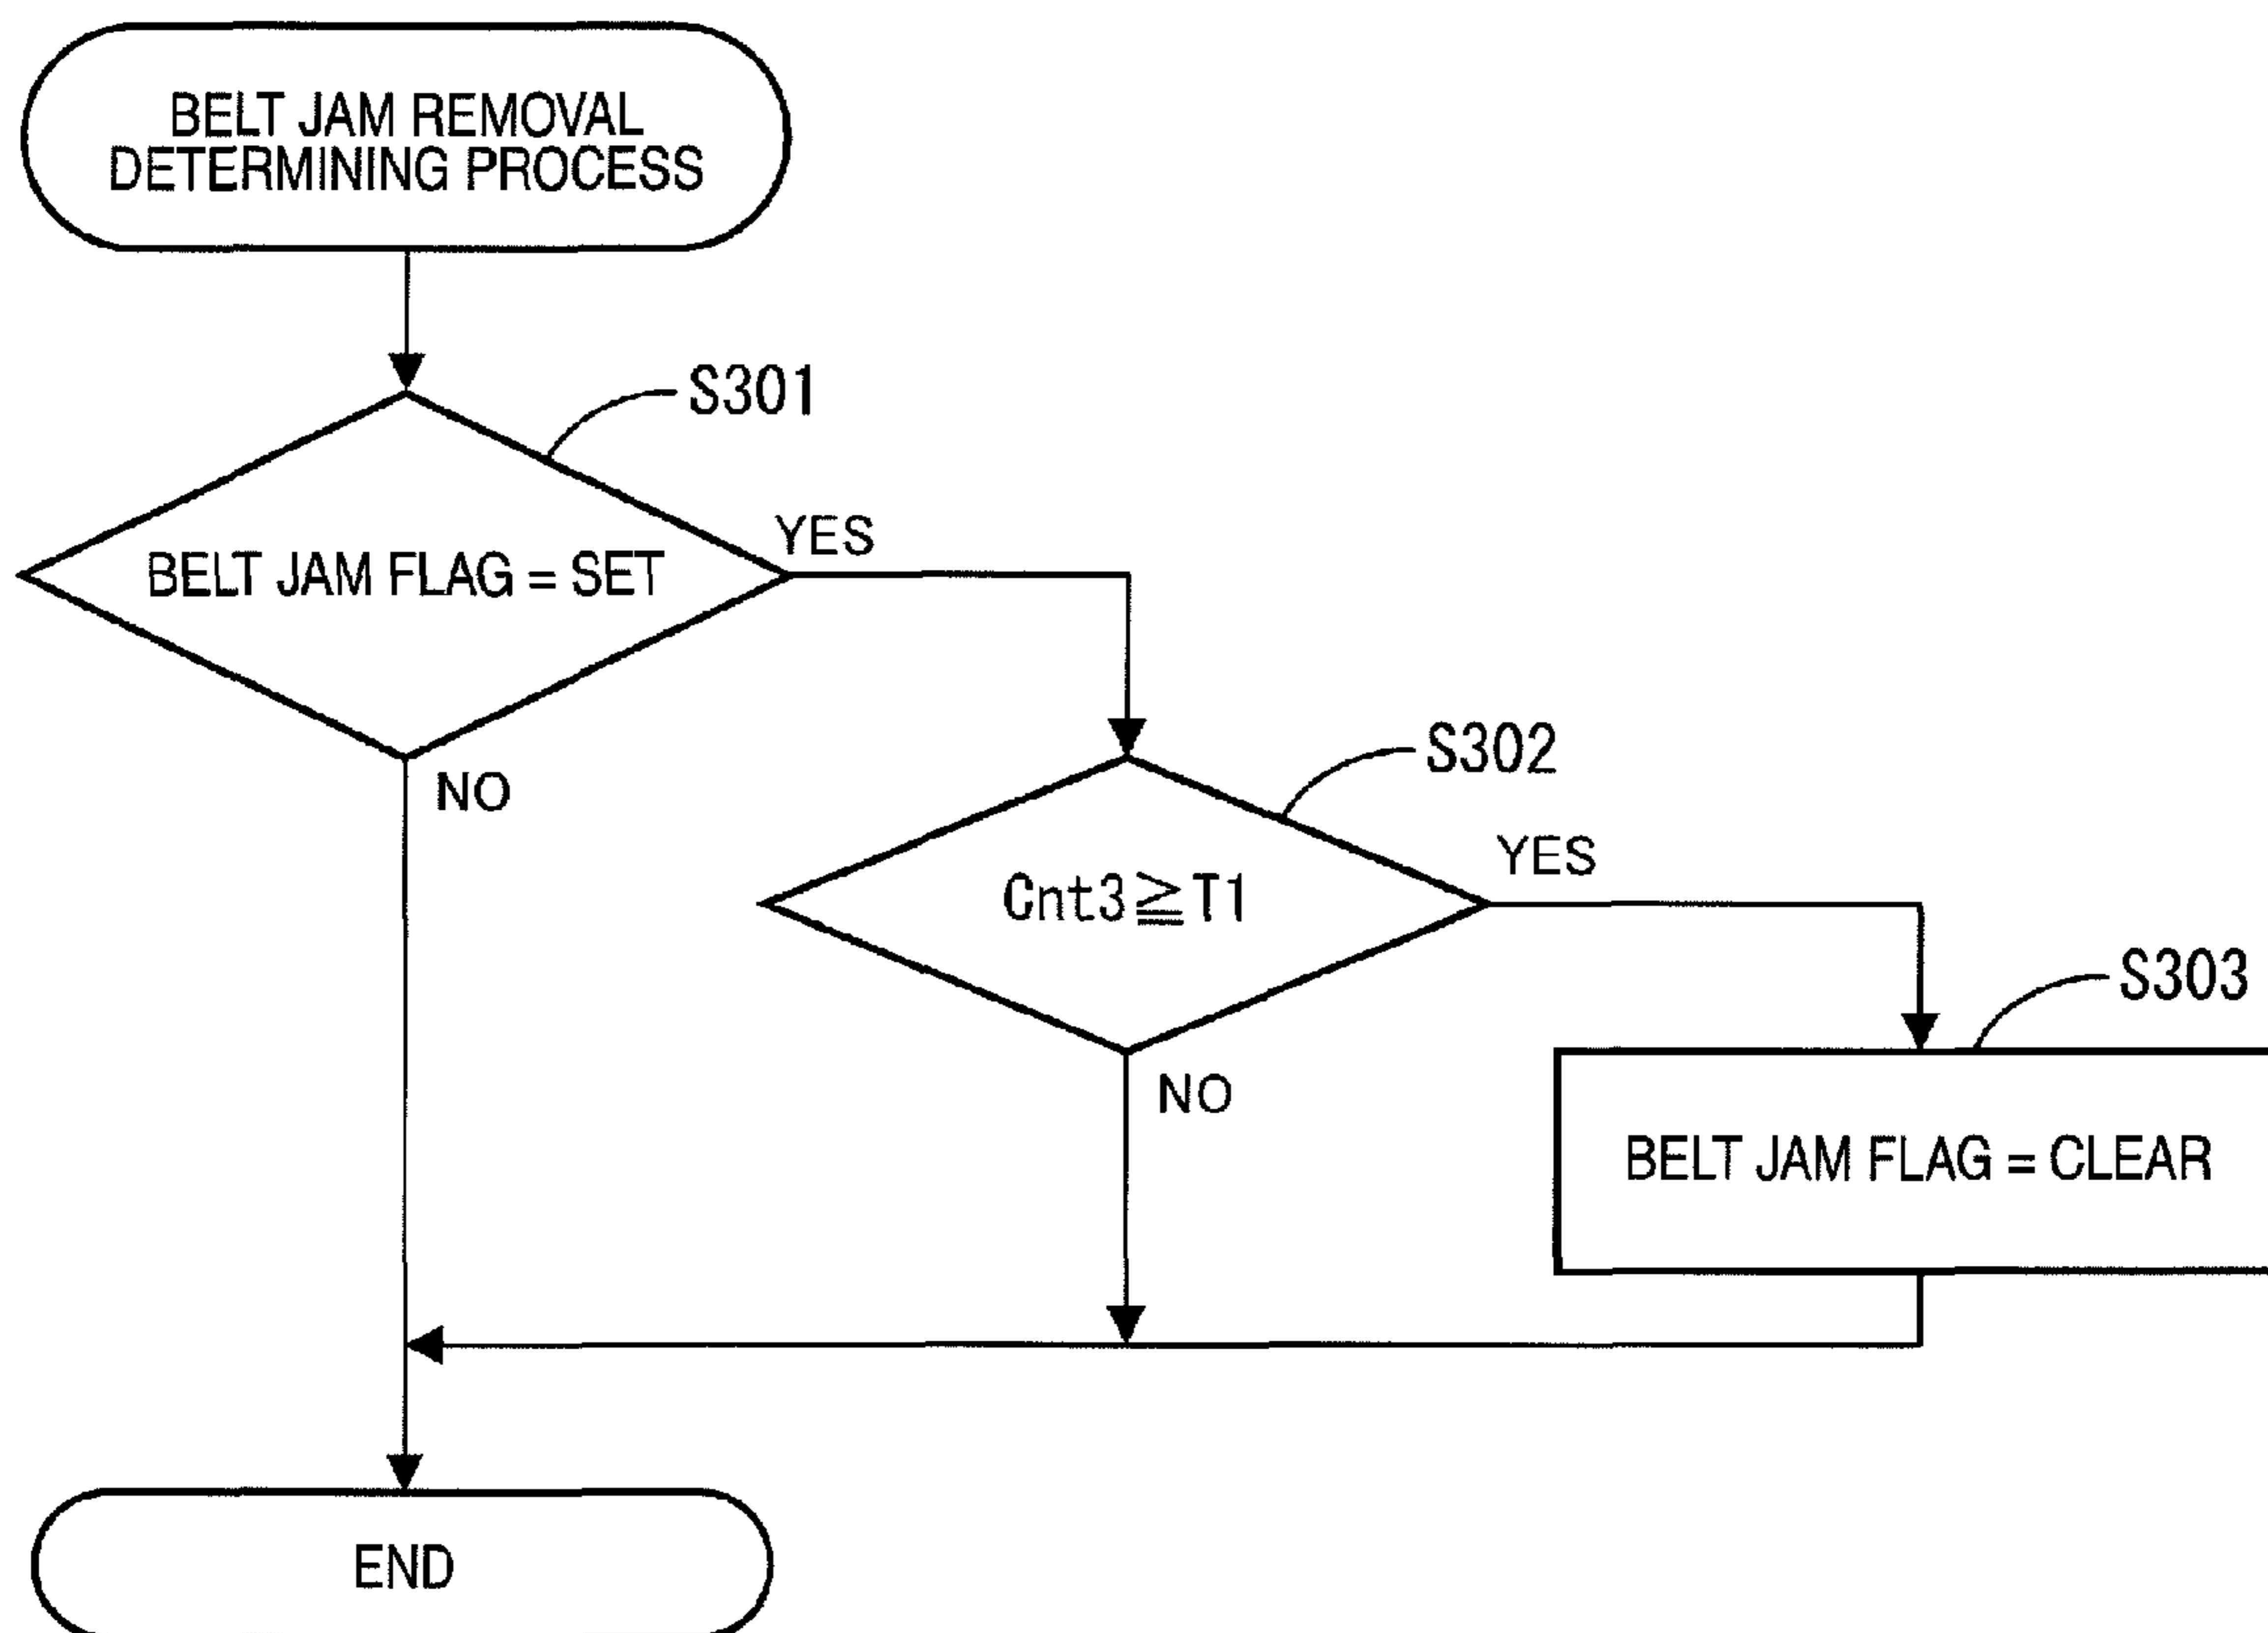 BELT JAM REMOVAL
DETERMINING PROCESS
S301
BELT JAM FLAG = SET
YES
NO
S302
Cnt3≧T1
YES
NO
S303
BELT JAM FLAG = CLEAR
END